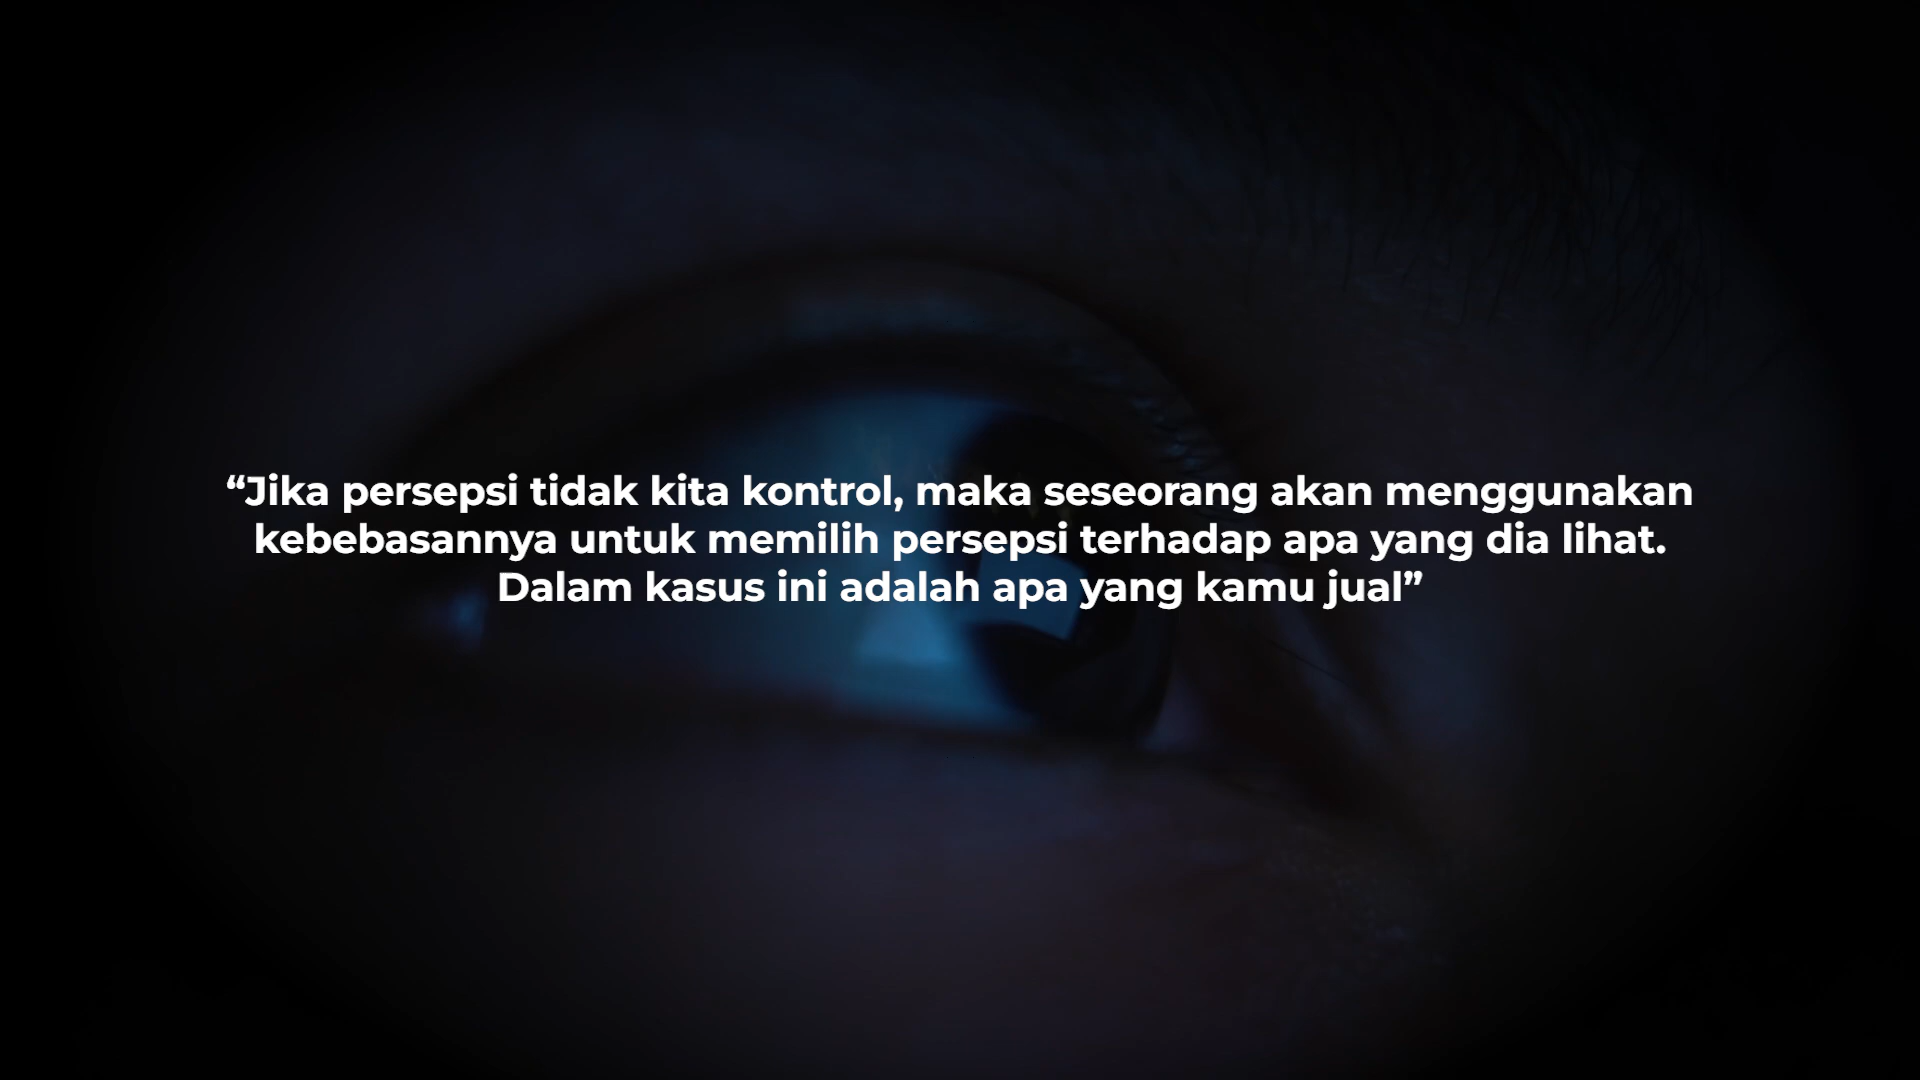 “Jika persepsi tidak kita kontrol, maka seseorang akan menggunakan
kebebasannya untuk memilih persepsi terhadap apa yang dia lihat.
Dalam kasus ini adalah apa yang kamu jual”